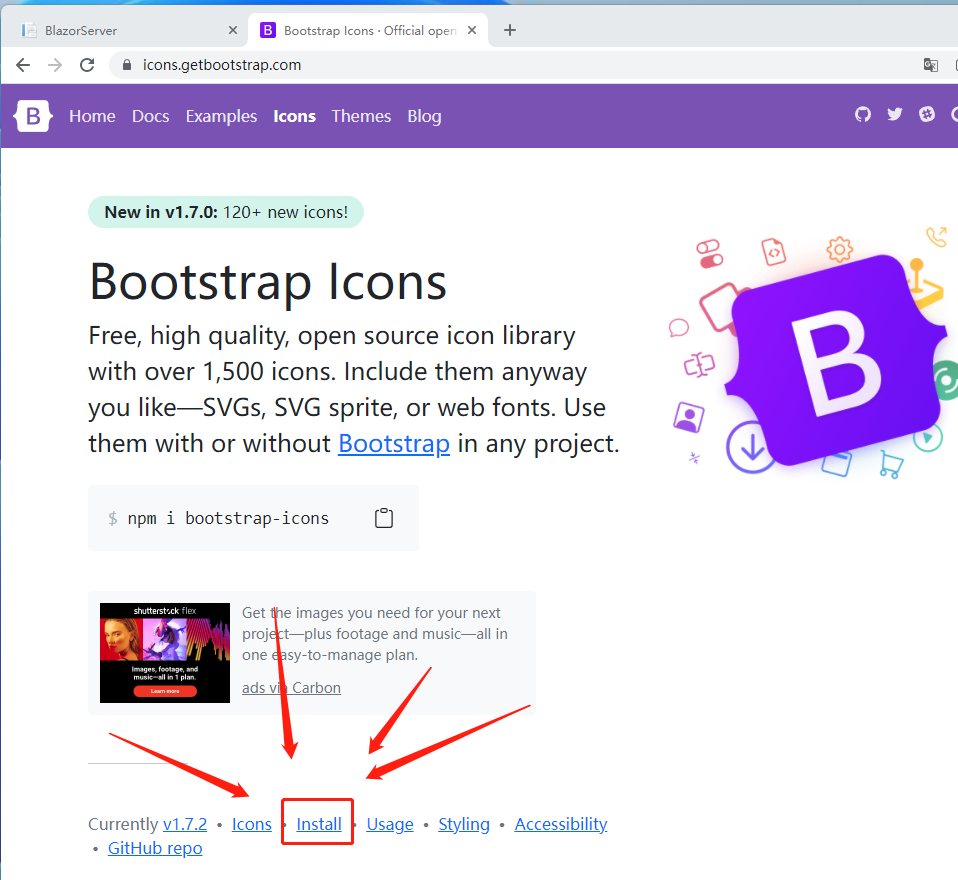 BlazorServer
B Bootstrap Icons · Official open
icons.getbootstrap.com
B Home Docs Examples Icons Themes Blog
New in v1.7.0: 120+ new icons!
Bootstrap Icons
Free, high quality, open source icon library
with over 1,500 icons. Include them anyway
you like—SVGs, SVG sprite, or web fonts. Use
them with or without Bootstrap in any project.
B
$ npm i bootstrap-icons
shutterstock flex
Images, footage, and
music—all in 1 plan.
Learn more
Get the images you need for your next
project—plus footage and music—all in
one easy-to-manage plan.
ads via Carbon
Currently v1.7.2 • Icons • Install • Usage • Styling • Accessibility
• GitHub repo